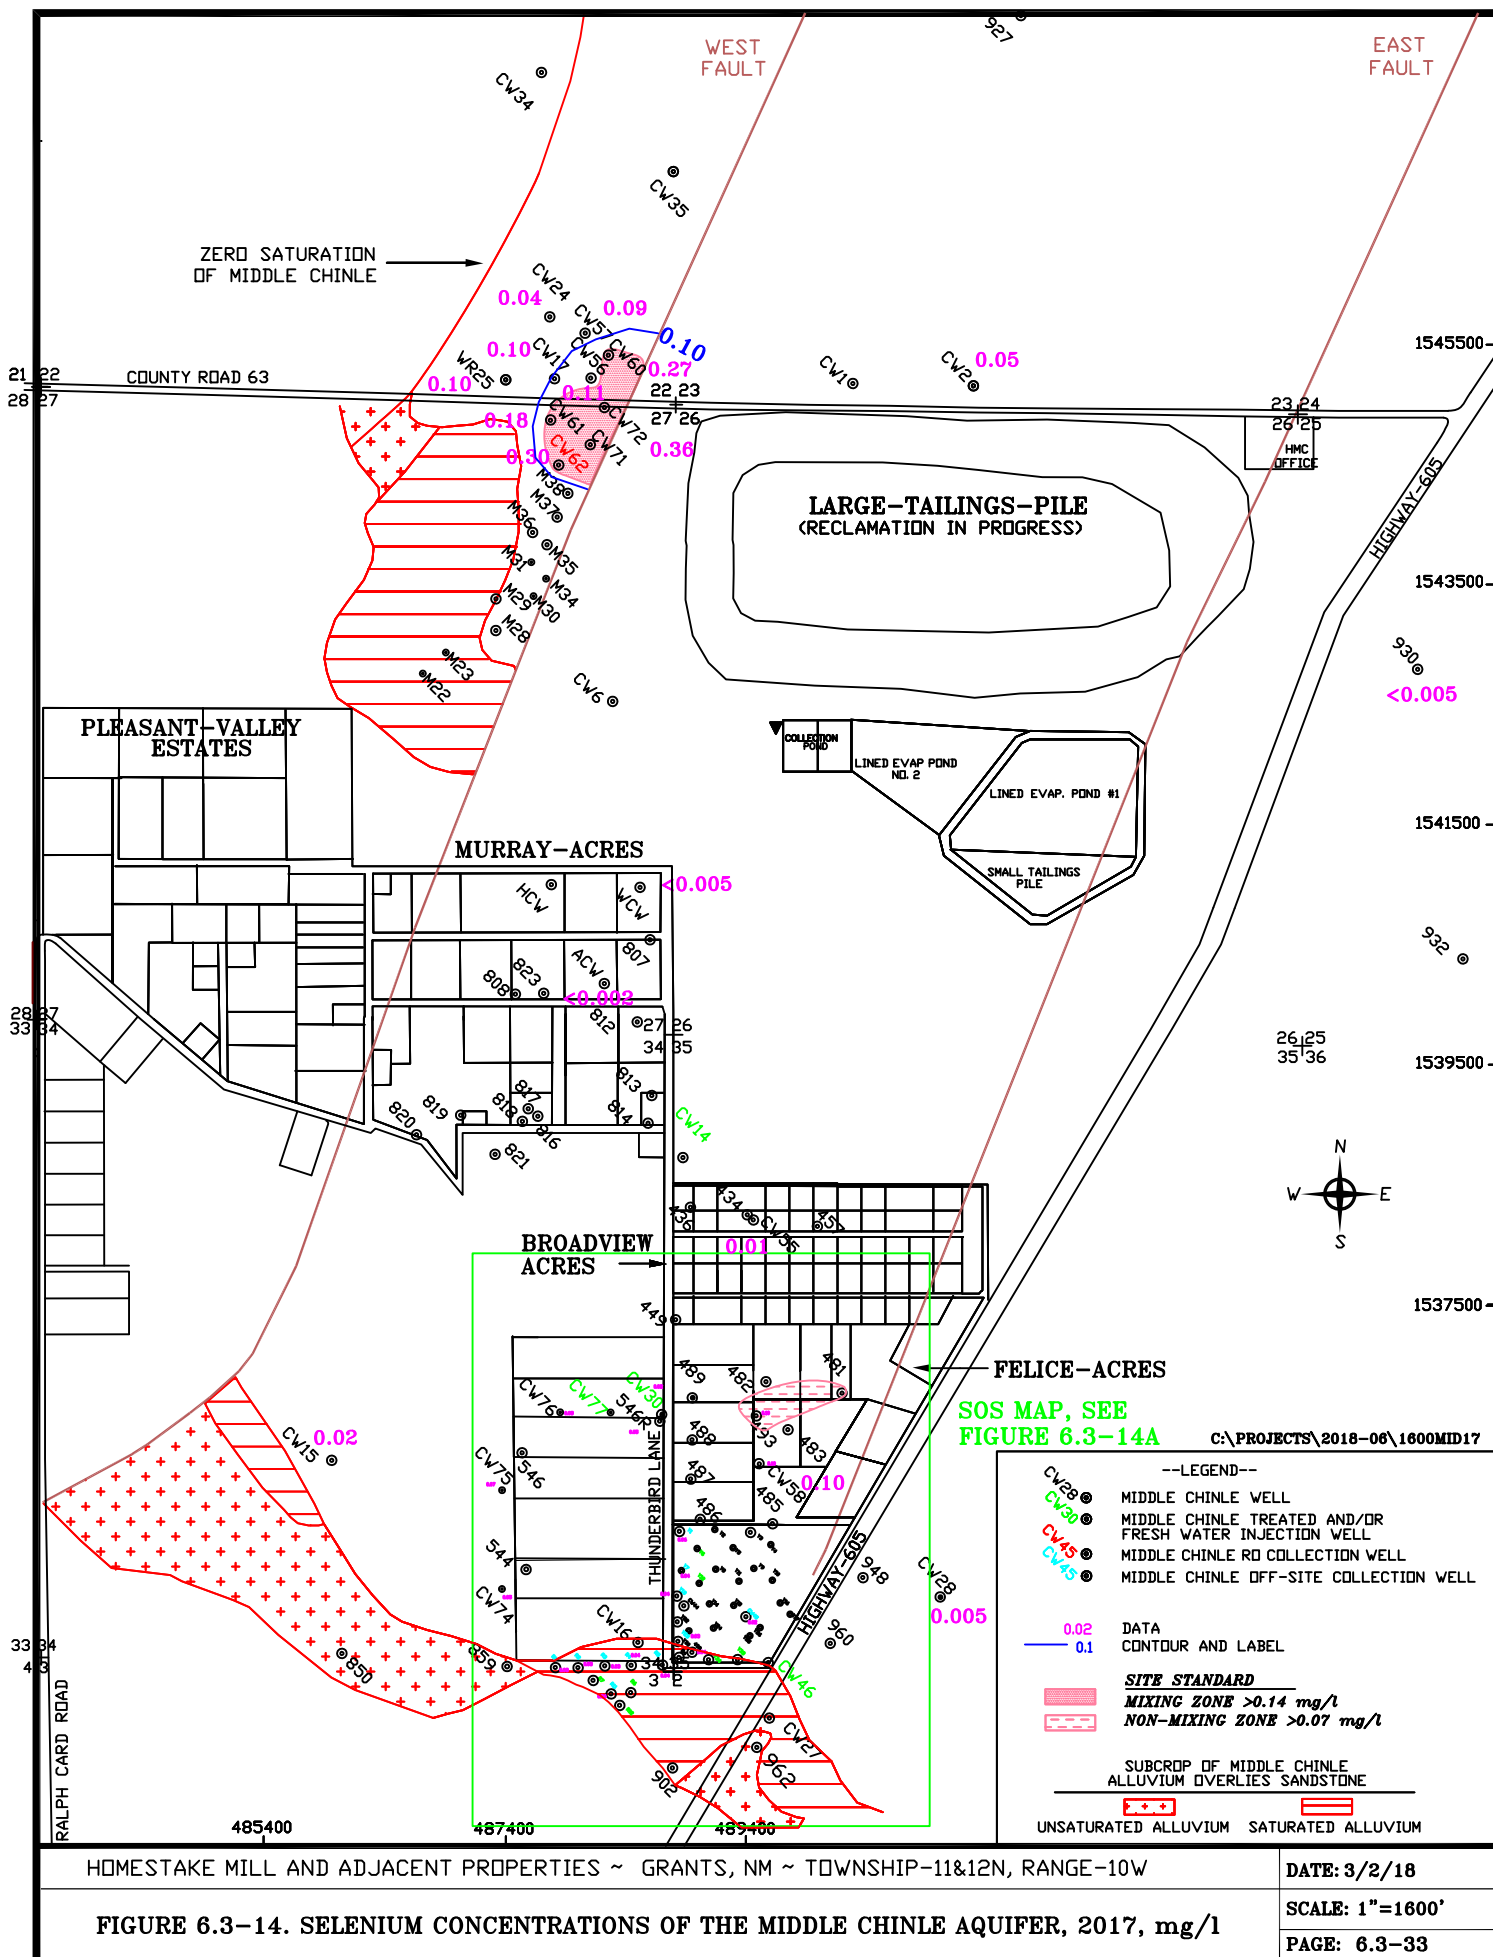 927
WEST
FAULT
EAST
FAULT
CW34
CW35
ZERO SATURATION
OF MIDDLE CHINLE
CW24
0.04
CW57
0.09
0.10
1545500
0.10
CW17
CW56
CW60
0.27
WR25
0.10
0.11
CW1
CW2
0.05
21 22
28 27
COUNTY ROAD 63
22 23
27 26
23 24
26 25
0.18
CW61
CW72
HMC
OFFICE
0.30
CW62
CW71
0.36
HIGHWAY-605
M38
LARGE-TAILINGS-PILE
(RECLAMATION IN PROGRESS)
M37
M36
M35
M31
M34
1543500
M29
M30
M28
M23
M22
CW6
930
<0.005
PLEASANT-VALLEY
ESTATES
COLLECTION
POND
LINED EVAP POND
NO. 2
LINED EVAP. POND #1
1541500
SMALL TAILINGS
PILE
MURRAY-ACRES
HCW
WCW
<0.005
807
932
808
823
ACW
<0.002
812
28 27
33 34
27 26
34 35
26 25
35 36
1539500
813
814
CW14
820
819
818
817
816
821
N
W
E
S
436
434
CW55
457
0.01
BROADVIEW
ACRES
1537500
449
FELICE-ACRES
489
482
481
CW76
CW77
546R
CW30
SOS MAP, SEE
FIGURE 6.3-14A
C:\PROJECTS\2018-06\1600MID17
CW15
0.02
488
493
483
CW75
546
487
CW58
0.10
486
485
THUNDERBIRD LANE
544
CW74
HIGHWAY-605
948
CW28
0.005
CW16
960
859
850
33 34
4 3
3 2
CW46
CW27
902
962
RALPH CARD ROAD
485400
487400
489400
--LEGEND--
CW28 MIDDLE CHINLE WELL
CW30 MIDDLE CHINLE TREATED AND/OR
FRESH WATER INJECTION WELL
CW45 MIDDLE CHINLE RO COLLECTION WELL
CW45 MIDDLE CHINLE OFF-SITE COLLECTION WELL
0.02 DATA
0.1 CONTOUR AND LABEL
SITE STANDARD
MIXING ZONE >0.14 mg/l
NON-MIXING ZONE >0.07 mg/l
SUBCROP OF MIDDLE CHINLE
ALLUVIUM OVERLIES SANDSTONE
UNSATURATED ALLUVIUM SATURATED ALLUVIUM
HOMESTAKE MILL AND ADJACENT PROPERTIES ~ GRANTS, NM ~ TOWNSHIP-11&12N, RANGE-10W
DATE: 3/2/18
SCALE: 1"=1600'
FIGURE 6.3-14. SELENIUM CONCENTRATIONS OF THE MIDDLE CHINLE AQUIFER, 2017, mg/l
PAGE: 6.3-33